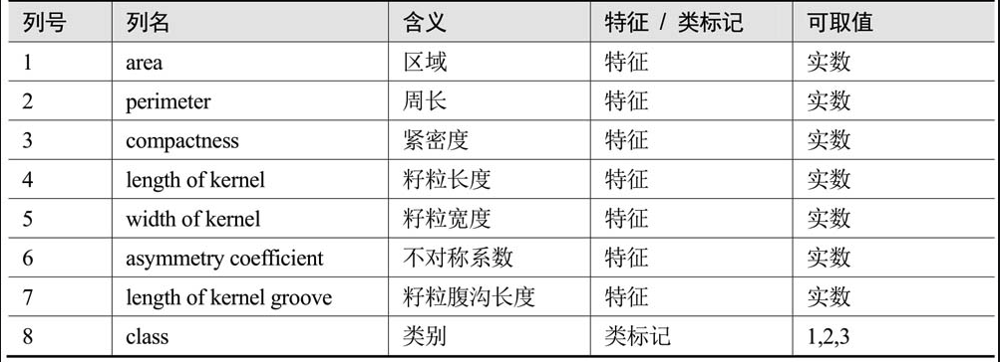 列号 列名 含义 特征 / 类标记 可取值
1 area 区域 特征 实数
2 perimeter 周长 特征 实数
3 compactness 紧密度 特征 实数
4 length of kernel 籽粒长度 特征 实数
5 width of kernel 籽粒宽度 特征 实数
6 asymmetry coefficient 不对称系数 特征 实数
7 length of kernel groove 籽粒腹沟长度 特征 实数
8 class 类别 类标记 1,2,3